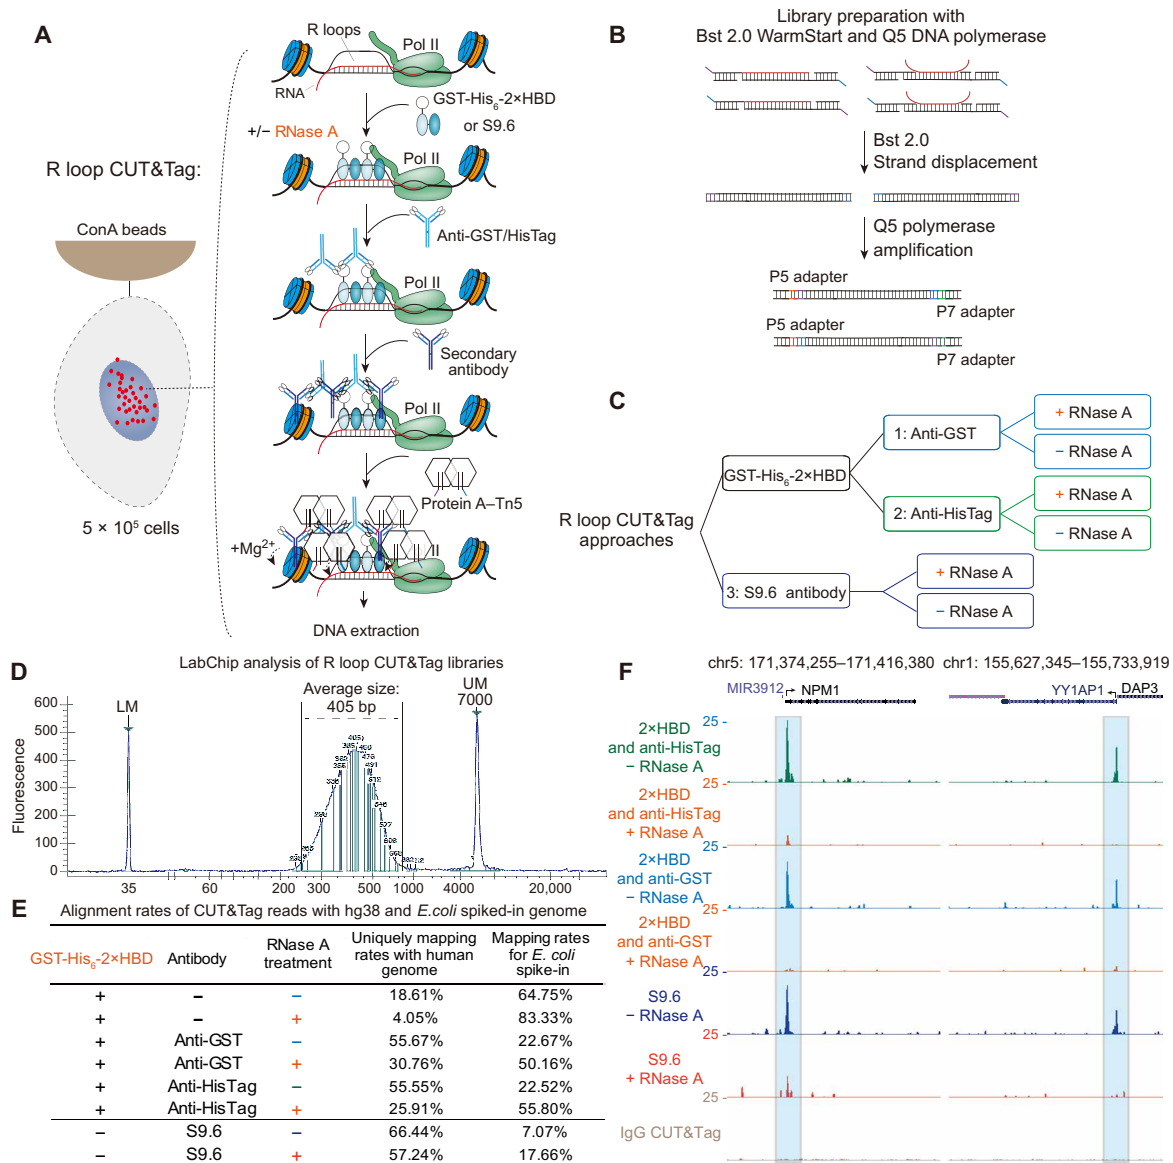 A
R loops
Pol II
RNA
GST-His6-2×HBD
or S9.6
+/− RNase A
Pol II
R loop CUT&Tag:
ConA beads
Anti-GST/HisTag
Pol II
Secondary
antibody
Pol II
Protein A–Tn5
5 × 10⁵ cells
+Mg²⁺
II
DNA extraction
B
Library preparation with
Bst 2.0 WarmStart and Q5 DNA polymerase
Bst 2.0
Strand displacement
Q5 polymerase
amplification
P5 adapter
P7 adapter
P5 adapter
P7 adapter
C
R loop CUT&Tag
approaches
GST-His6-2×HBD
1: Anti-GST
+ RNase A
− RNase A
2: Anti-HisTag
+ RNase A
− RNase A
3: S9.6 antibody
+ RNase A
− RNase A
D
LabChip analysis of R loop CUT&Tag libraries
Fluorescence
600
500
400
300
200
100
0
LM
Average size:
405 bp
UM
7000
35 60 200 300 500 1000 4000 20,000
E
Alignment rates of CUT&Tag reads with hg38 and E.coli spiked-in genome
GST-His6-2×HBD Antibody RNase A treatment Uniquely mapping rates with human genome Mapping rates for E. coli spike-in
+ − − 18.61% 64.75%
+ − + 4.05% 83.33%
+ Anti-GST − 55.67% 22.67%
+ Anti-GST + 30.76% 50.16%
+ Anti-HisTag − 55.55% 22.52%
+ Anti-HisTag + 25.91% 55.80%
− S9.6 − 66.44% 7.07%
− S9.6 + 57.24% 17.66%
F
chr5: 171,374,255–171,416,380 chr1: 155,627,345–155,733,919
MIR3912 NPM1 YY1AP1 DAP3
25 -
2×HBD
and anti-HisTag
− RNase A
25 -
2×HBD
and anti-HisTag
+ RNase A
25 -
2×HBD
and anti-GST
− RNase A
25 -
2×HBD
and anti-GST
+ RNase A
25 -
S9.6
− RNase A
25 -
S9.6
+ RNase A
25 -
IgG CUT&Tag